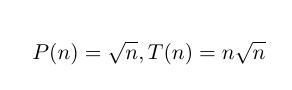 P(n) = √n, T(n) = n√n